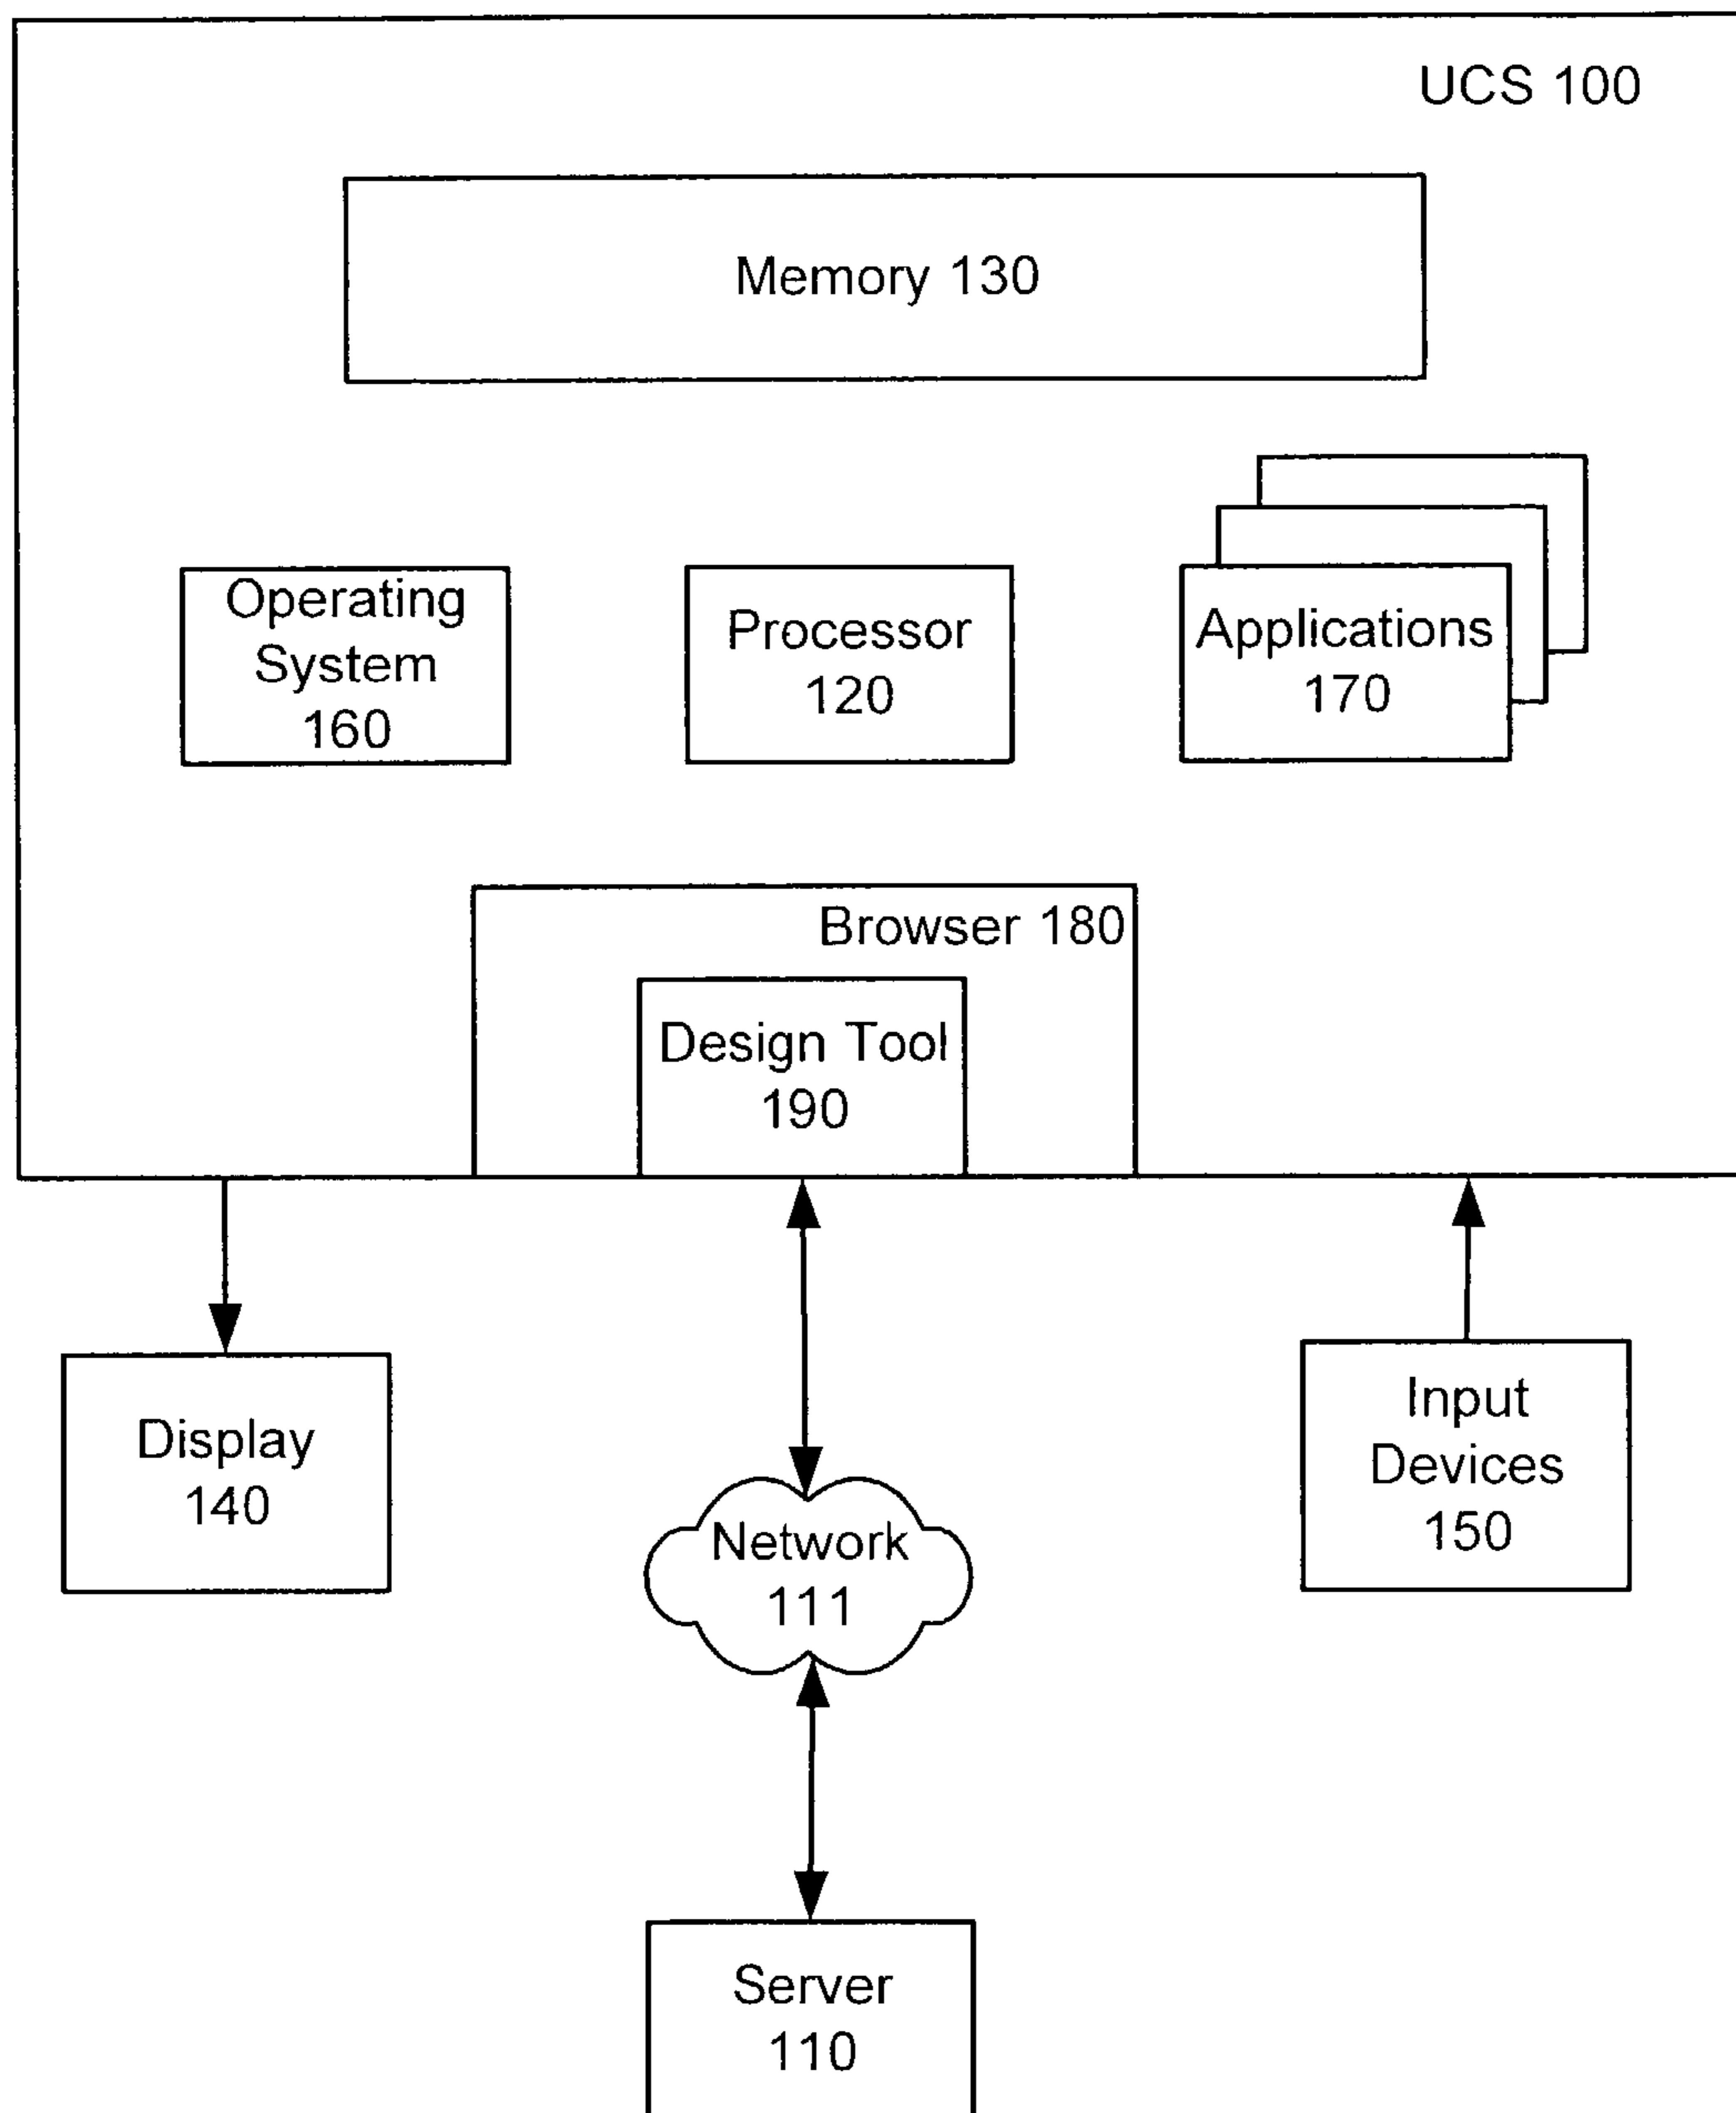 UCS 100
Memory 130
Operating
System
160
Processor
120
Applications
170
Browser 180
Design Tool
190
Display
140
Network
111
Input
Devices
150
Server
110